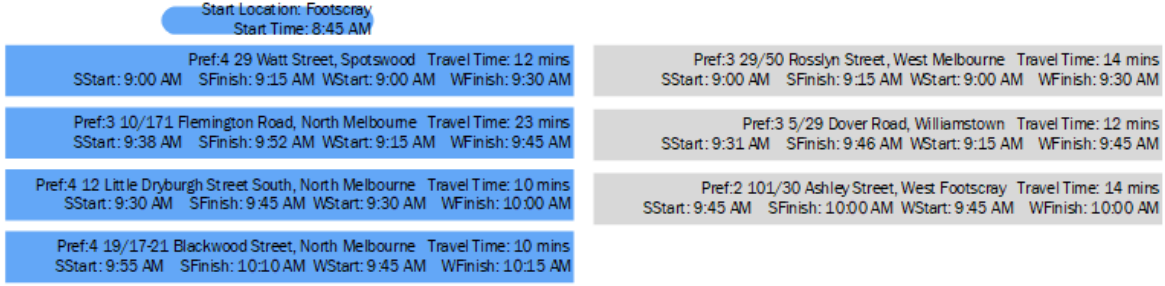 Start Location: Footscray
Start Time: 8:45 AM
Pref:4 29 Watt Street, Spotswood Travel Time: 12 mins
SStart: 9:00 AM SFinish: 9:15 AM WStart: 9:00 AM WFinish: 9:30 AM
Pref:3 10/171 Flemington Road, North Melbourne Travel Time: 23 mins
SStart: 9:38 AM SFinish: 9:52 AM WStart: 9:15 AM WFinish: 9:45 AM
Pref:4 12 Little Dryburgh Street South, North Melbourne Travel Time: 10 mins
SStart: 9:30 AM SFinish: 9:45 AM WStart: 9:30 AM WFinish: 10:00 AM
Pref:4 19/17-21 Blackwood Street, North Melbourne Travel Time: 10 mins
SStart: 9:55 AM SFinish: 10:10 AM WStart: 9:45 AM WFinish: 10:15 AM
Pref:3 29/50 Rosslyn Street, West Melbourne Travel Time: 14 mins
SStart: 9:00 AM SFinish: 9:15 AM WStart: 9:00 AM WFinish: 9:30 AM
Pref:3 5/29 Dover Road, Williamstown Travel Time: 12 mins
SStart: 9:31 AM SFinish: 9:46 AM WStart: 9:15 AM WFinish: 9:45 AM
Pref:2 101/30 Ashley Street, West Footscray Travel Time: 14 mins
SStart: 9:45 AM SFinish: 10:00 AM WStart: 9:45 AM WFinish: 10:00 AM